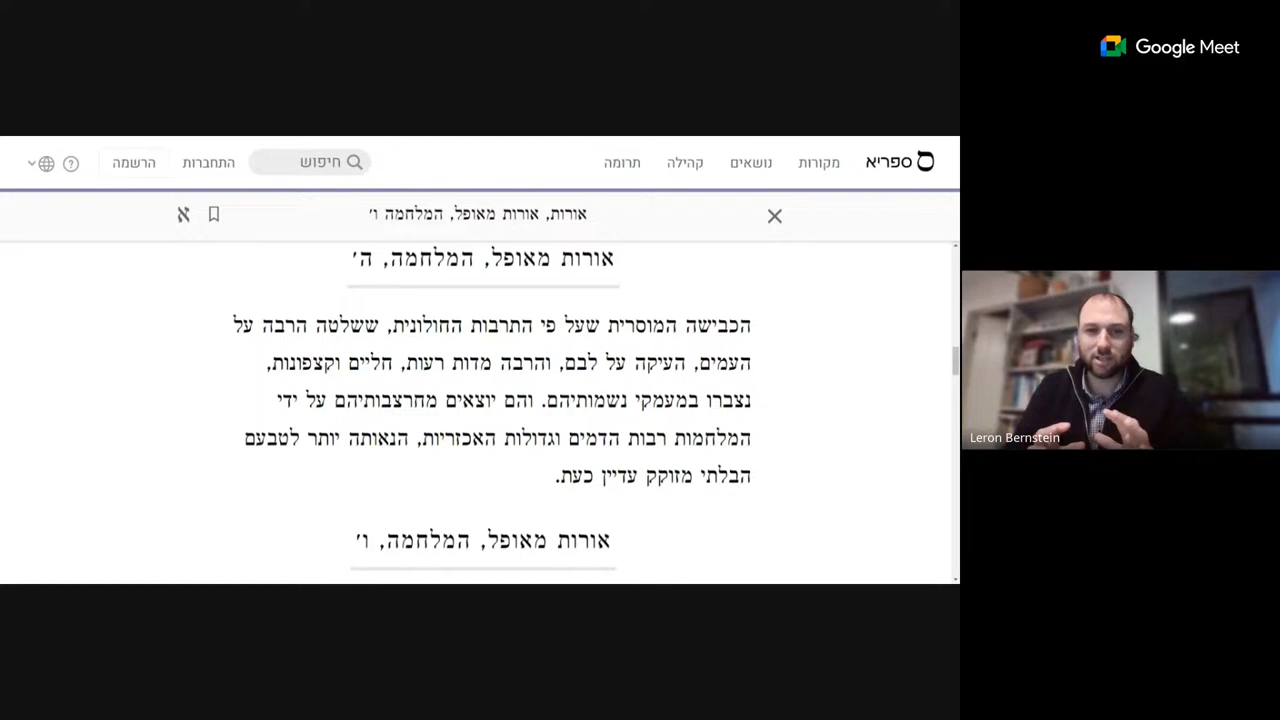 Google Meet
ספריא
מקורות נושאים קהילה תרומה חיפוש התחברות הרשמה
אורות, אורות מאופל, המלחמה ו׳
אורות מאופל, המלחמה, ה׳
הכבישה המוסרית שעל פי התרבות החולונית, ששלטה הרבה על
העמים, העיקה על לבם, והרבה מדות רעות, חליים וקצפונות,
נצברו במעמקי נשמותיהם. והם יוצאים מחרצבותיהם על ידי
המלחמות רבות הדמים וגדולות האכזריות, הנאותה יותר לטבעם
הבלתי מזוקק עדיין כעת.
אורות מאופל, המלחמה, ו׳
Leron Bernstein